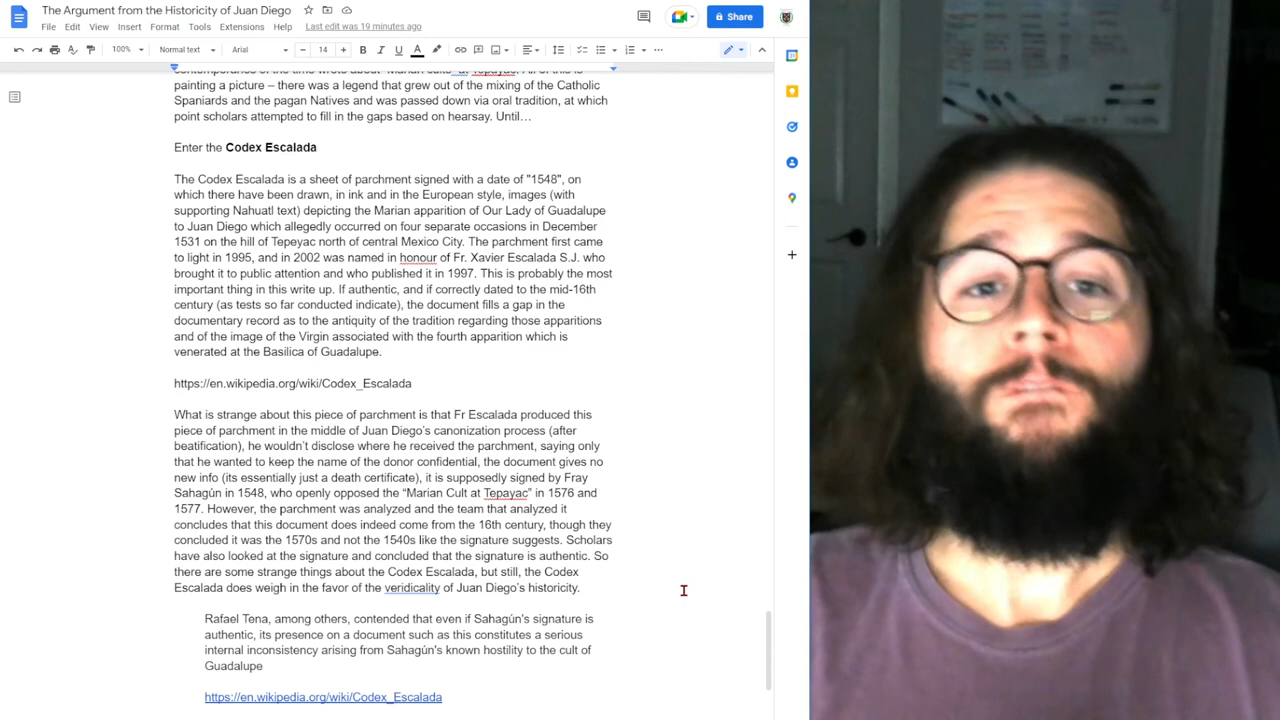 The Argument from the Historicity of Juan Diego
File Edit View Insert Format Tools Extensions Help Last edit was 19 minutes ago
Share
100% Normal text Arial 14 B I U A
painting a picture – there was a legend that grew out of the mixing of the Catholic
Spaniards and the pagan Natives and was passed down via oral tradition, at which
point scholars attempted to fill in the gaps based on hearsay. Until…
Enter the Codex Escalada
The Codex Escalada is a sheet of parchment signed with a date of "1548", on
which there have been drawn, in ink and in the European style, images (with
supporting Nahuatl text) depicting the Marian apparition of Our Lady of Guadalupe
to Juan Diego which allegedly occurred on four separate occasions in December
1531 on the hill of Tepeyac north of central Mexico City. The parchment first came
to light in 1995, and in 2002 was named in honour of Fr. Xavier Escalada S.J. who
brought it to public attention and who published it in 1997. This is probably the most
important thing in this write up. If authentic, and if correctly dated to the mid-16th
century (as tests so far conducted indicate), the document fills a gap in the
documentary record as to the antiquity of the tradition regarding those apparitions
and of the image of the Virgin associated with the fourth apparition which is
venerated at the Basilica of Guadalupe.
https://en.wikipedia.org/wiki/Codex_Escalada
What is strange about this piece of parchment is that Fr Escalada produced this
piece of parchment in the middle of Juan Diego's canonization process (after
beatification), he wouldn't disclose where he received the parchment, saying only
that he wanted to keep the name of the donor confidential, the document gives no
new info (its essentially just a death certificate), it is supposedly signed by Fray
Sahagún in 1548, who openly opposed the “Marian Cult at Tepayac” in 1576 and
1577. However, the parchment was analyzed and the team that analyzed it
concludes that this document does indeed come from the 16th century, though they
concluded it was the 1570s and not the 1540s like the signature suggests. Scholars
have also looked at the signature and concluded that the signature is authentic. So
there are some strange things about the Codex Escalada, but still, the Codex
Escalada does weigh in the favor of the veridicality of Juan Diego's historicity.
Rafael Tena, among others, contended that even if Sahagún's signature is
authentic, its presence on a document such as this constitutes a serious
internal inconsistency arising from Sahagún's known hostility to the cult of
Guadalupe
https://en.wikipedia.org/wiki/Codex_Escalada